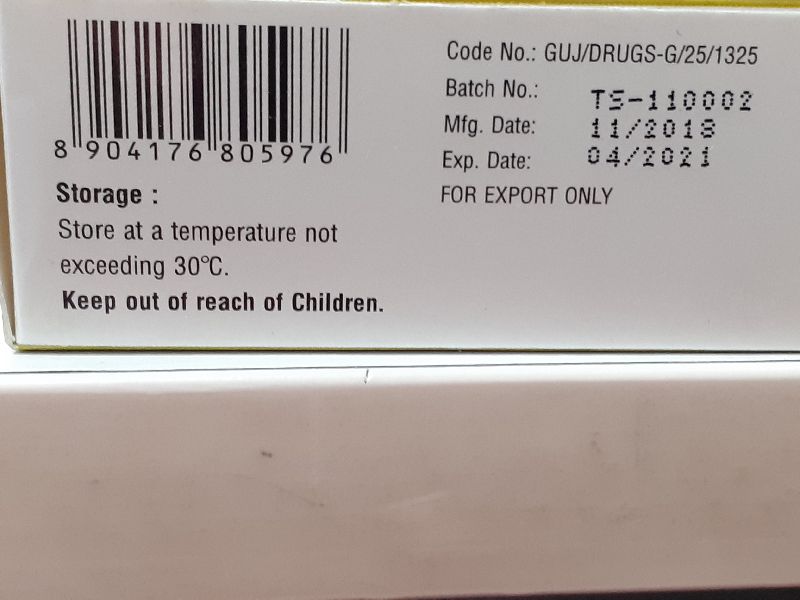 8 904176 805976
Storage :
Store at a temperature not
exceeding 30°C.
Keep out of reach of Children.
Code No.: GUJ/DRUGS-G/25/1325
Batch No.: TS-110002
Mfg. Date: 11/2018
Exp. Date: 04/2021
FOR EXPORT ONLY